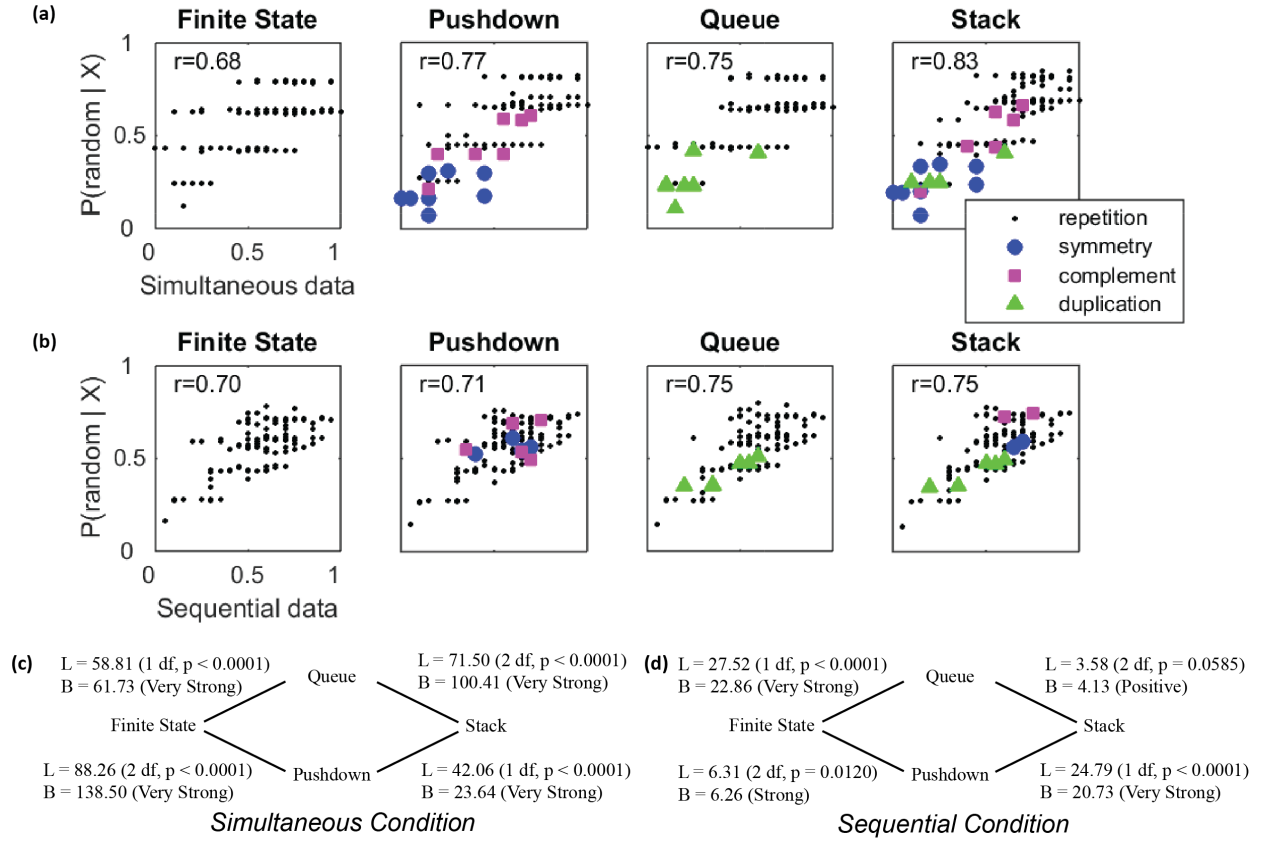 (a)
Finite State
Pushdown
Queue
Stack
P(random | X)
1
0.5
0
r=0.68
r=0.77
r=0.75
r=0.83
0 0.5 1
Simultaneous data
repetition
symmetry
complement
duplication
(b)
Finite State
Pushdown
Queue
Stack
P(random | X)
1
0.5
0
r=0.70
r=0.71
r=0.75
r=0.75
0 0.5 1
Sequential data
(c)
L = 58.81 (1 df, p < 0.0001)
B = 61.73 (Very Strong)
Queue
L = 71.50 (2 df, p < 0.0001)
B = 100.41 (Very Strong)
Finite State
Stack
L = 88.26 (2 df, p < 0.0001)
B = 138.50 (Very Strong)
Pushdown
L = 42.06 (1 df, p < 0.0001)
B = 23.64 (Very Strong)
Simultaneous Condition
(d)
L = 27.52 (1 df, p < 0.0001)
B = 22.86 (Very Strong)
Queue
L = 3.58 (2 df, p = 0.0585)
B = 4.13 (Positive)
Finite State
Stack
L = 6.31 (2 df, p = 0.0120)
B = 6.26 (Strong)
Pushdown
L = 24.79 (1 df, p < 0.0001)
B = 20.73 (Very Strong)
Sequential Condition